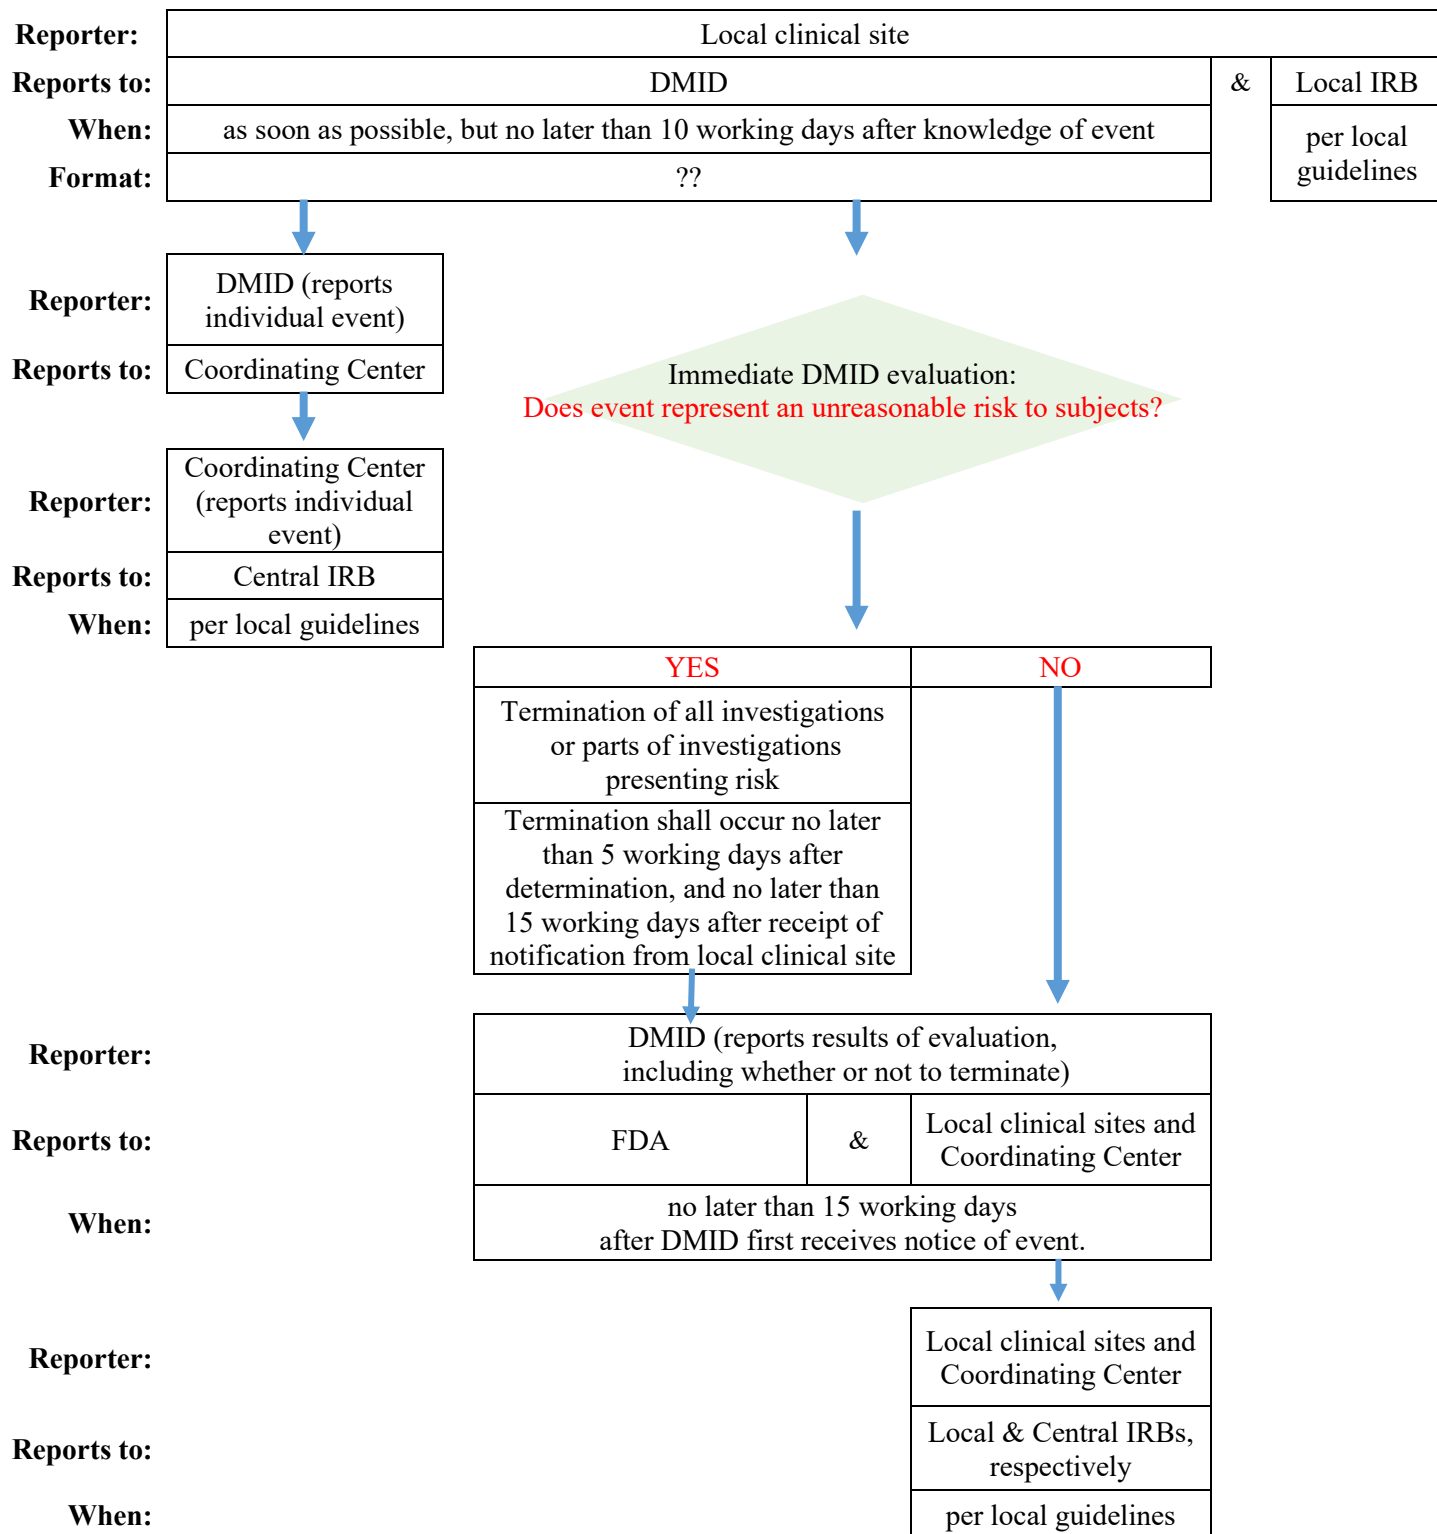 Reporter:
Local clinical site
Reports to:
DMID
&
Local IRB
When:
as soon as possible, but no later than 10 working days after knowledge of event
per local
guidelines
Format:
??
Reporter:
DMID (reports
individual event)
Reports to:
Coordinating Center
Immediate DMID evaluation:
Does event represent an unreasonable risk to subjects?
Reporter:
Coordinating Center
(reports individual
event)
Reports to:
Central IRB
When:
per local guidelines
YES
NO
Termination of all investigations
or parts of investigations
presenting risk
Termination shall occur no later
than 5 working days after
determination, and no later than
15 working days after receipt of
notification from local clinical site
Reporter:
DMID (reports results of evaluation,
including whether or not to terminate)
Reports to:
FDA
&
Local clinical sites and
Coordinating Center
When:
no later than 15 working days
after DMID first receives notice of event.
Reporter:
Local clinical sites and
Coordinating Center
Reports to:
Local & Central IRBs,
respectively
When:
per local guidelines